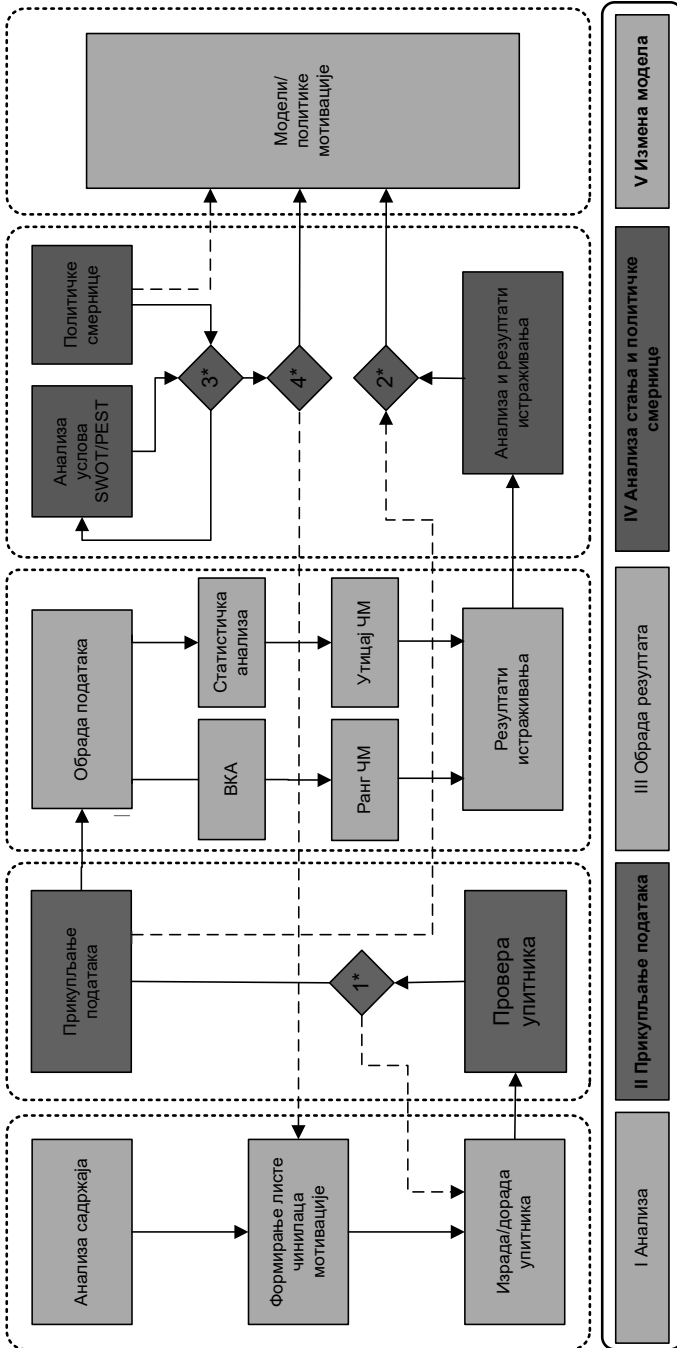 Анализа садржаја
Формирање листе
чинилаца
мотивације
Израда/дорада
упитника
Прикупљање
података
1*
Провера
упитника
Обрада података
ВКА
Статистичка
анализа
Ранг ЧМ
Утицај ЧМ
Резултати
истраживања
Анализа
услова
SWOT/PEST
Политичке
смернице
3*
4*
2*
Анализа и резултати
истраживања
Модели/
политике
мотивације
I Анализа
II Прикупљање података
III Обрада резултата
IV Анализа стања и политичке
смернице
V Измена модела